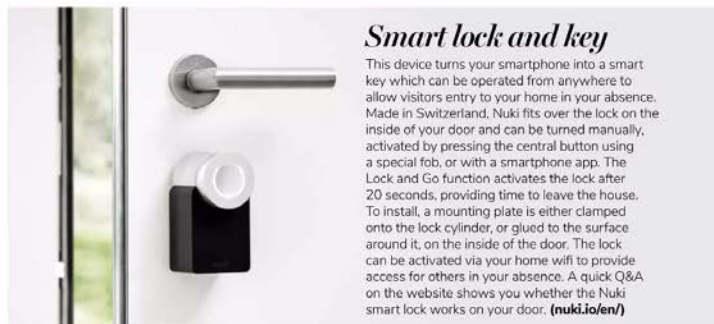 Smart lock and key
This device turns your smartphone into a smart
key which can be operated from anywhere to
allow visitors entry to your home in your absence.
Made in Switzerland, Nuki fits over the lock on the
inside of your door and can be turned manually,
activated by pressing the central button using
a special fob, or with a smartphone app. The
Lock and Go function activates the lock after
20 seconds, providing time to leave the house.
To install, a mounting plate is either clamped
onto the lock cylinder, or glued to the surface
around it, on the inside of the door. The lock
can be activated via your home wifi to provide
access for others in your absence. A quick Q&A
on the website shows you whether the Nuki
smart lock works on your door. (nuki.io/en/)